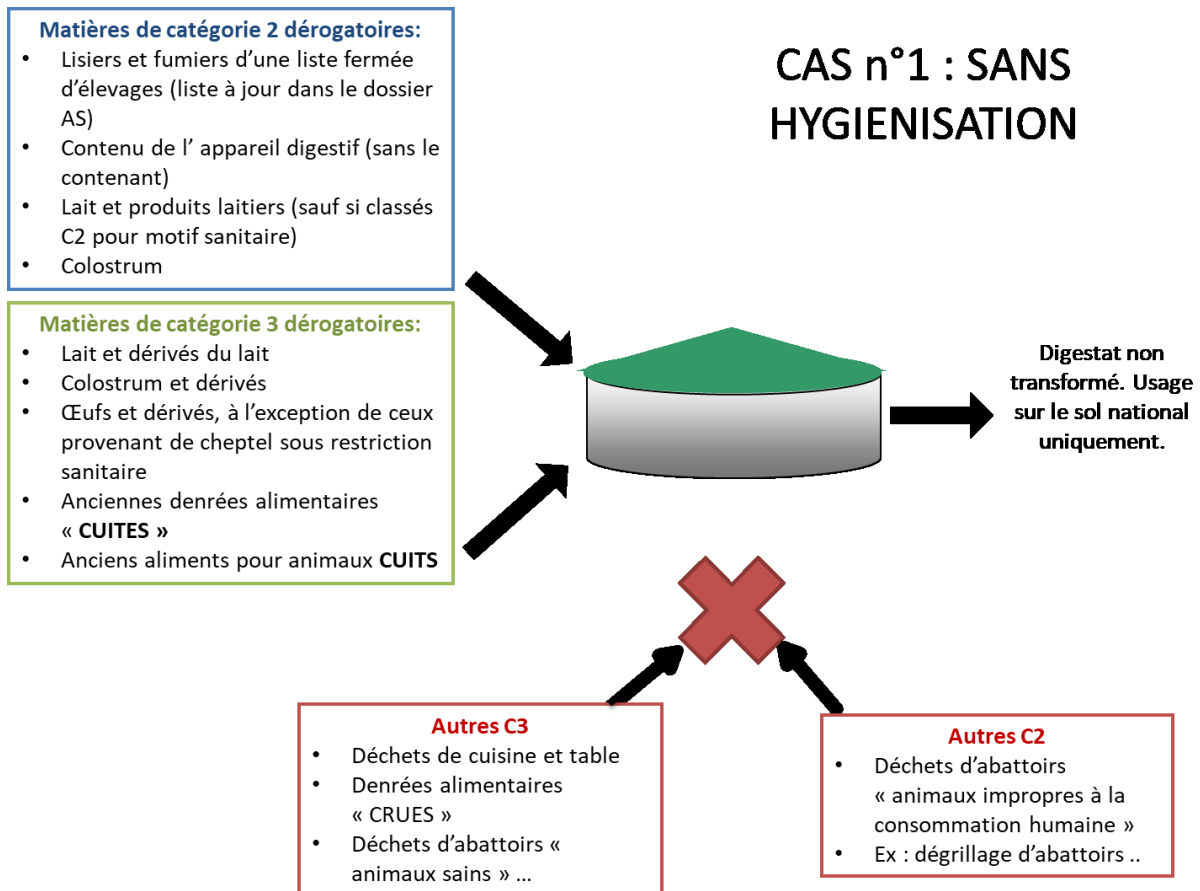 Matières de catégorie 2 dérogatoires:
• Lisiers et fumiers d'une liste fermée
d'élevages (liste à jour dans le dossier
AS)
• Contenu de l' appareil digestif (sans le
contenant)
• Lait et produits laitiers (sauf si classés
C2 pour motif sanitaire)
• Colostrum
CAS n°1 : SANS
HYGIENISATION
Matières de catégorie 3 dérogatoires:
• Lait et dérivés du lait
• Colostrum et dérivés
• Œufs et dérivés, à l'exception de ceux
provenant de cheptel sous restriction
sanitaire
• Anciennes denrées alimentaires
« CUITES »
• Anciens aliments pour animaux CUITS
Digestat non
transformé. Usage
sur le sol national
uniquement.
Autres C3
• Déchets de cuisine et table
• Denrées alimentaires
« CRUES »
• Déchets d'abattoirs «
animaux sains » ...
Autres C2
• Déchets d'abattoirs
« animaux impropres à la
consommation humaine »
• Ex : dégrillage d'abattoirs ..